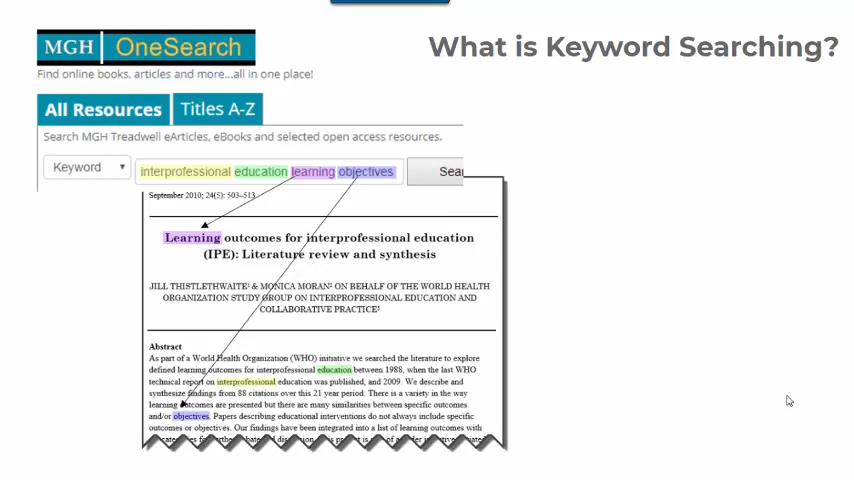 What is Keyword Searching?
MGH OneSearch
Find online books, articles and more...all in one place!
All Resources Titles A-Z
Search MGH Treadwell eArticles, eBooks and selected open access resources.
Keyword interprofessional education learning objectives Sear
September 2010; 24(5): 503–513
Learning outcomes for interprofessional education
(IPE): Literature review and synthesis
JILL THISTLETHWAITE¹ & MONICA MORAN² ON BEHALF OF THE WORLD HEALTH
ORGANIZATION STUDY GROUP ON INTERPROFESSIONAL EDUCATION AND
COLLABORATIVE PRACTICE³
Abstract
As part of a World Health Organization (WHO) initiative we searched the literature to explore
defined learning outcomes for interprofessional education between 1988, when the last WHO
technical report on interprofessional education was published, and 2009. We describe and
synthesize findings from 88 citations over this 21 year period. There is a variety in the way
learning outcomes are presented but there are many similarities between specific outcomes
and/or objectives. Papers describing educational interventions do not always include specific
outcomes or objectives. Our findings have been integrated into a list of learning outcomes with